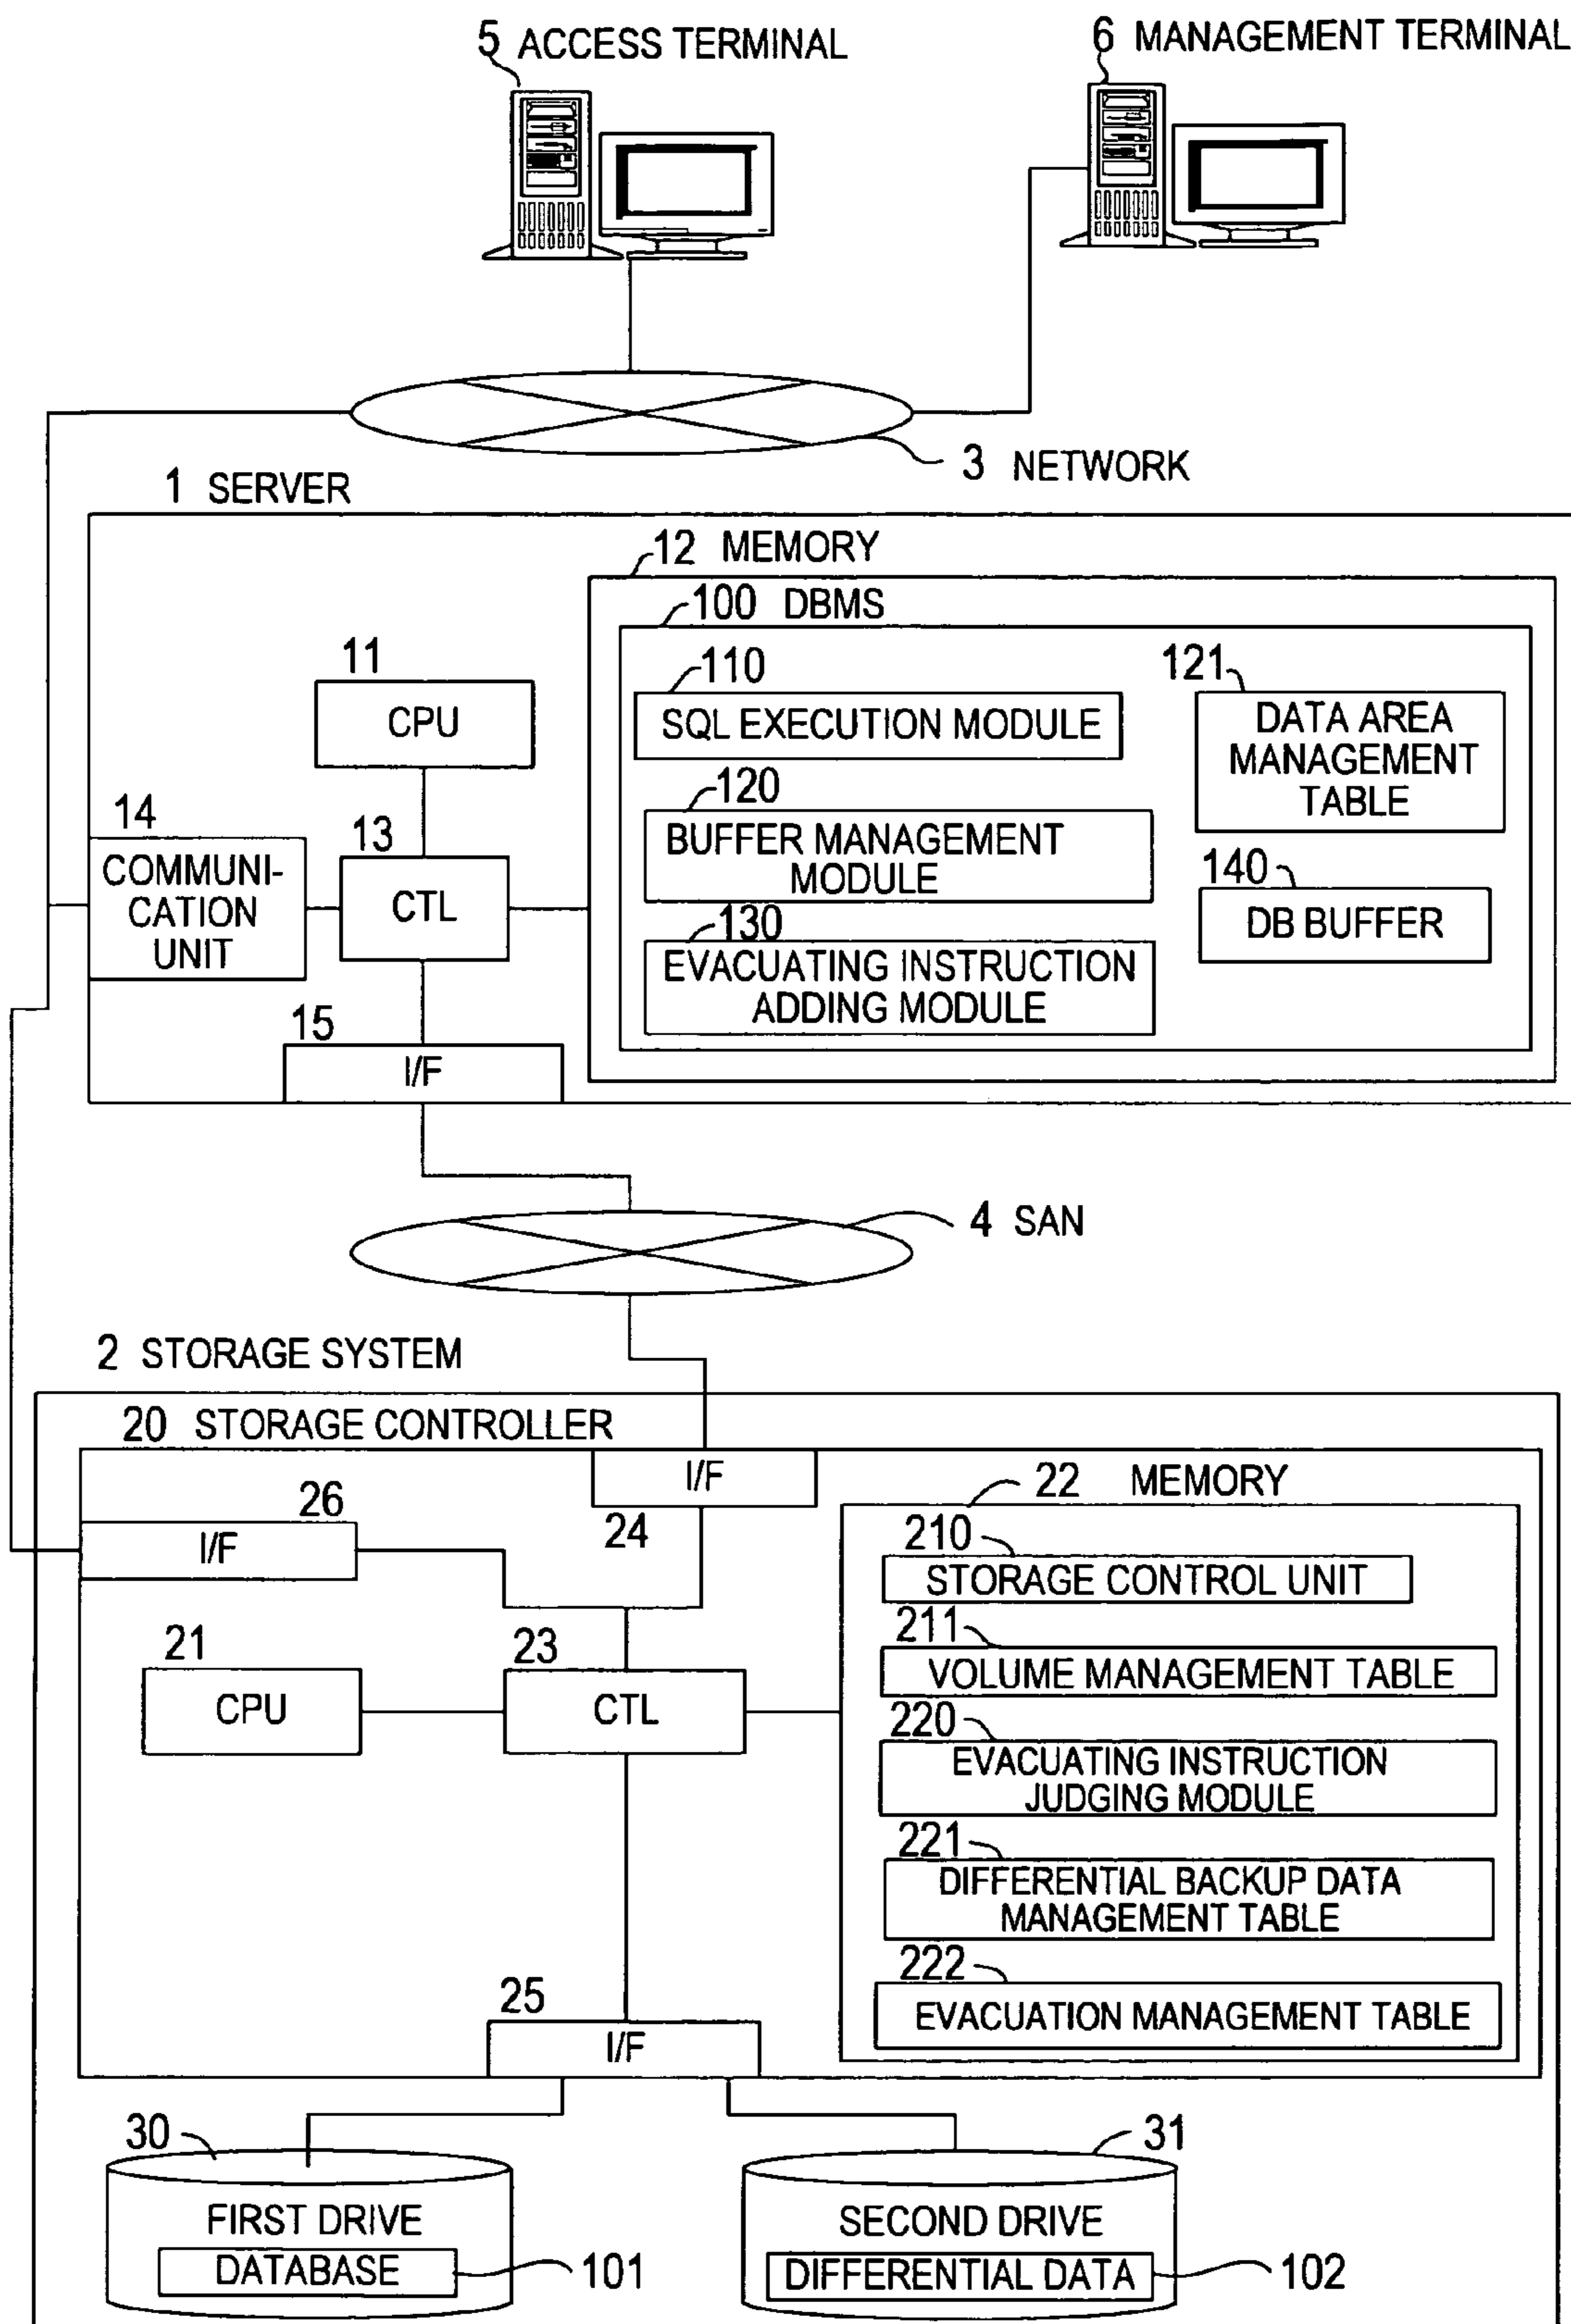 5 ACCESS TERMINAL
6 MANAGEMENT TERMINAL
3 NETWORK
1 SERVER
12 MEMORY
100 DBMS
11
CPU
110
SQL EXECUTION MODULE
121
DATA AREA
MANAGEMENT
TABLE
120
BUFFER MANAGEMENT
MODULE
14
COMMUNI-
CATION
UNIT
13
CTL
140
DB BUFFER
130
EVACUATING INSTRUCTION
ADDING MODULE
15
I/F
4 SAN
2 STORAGE SYSTEM
20 STORAGE CONTROLLER
I/F
24
26
I/F
22 MEMORY
210
STORAGE CONTROL UNIT
211
VOLUME MANAGEMENT TABLE
21
CPU
23
CTL
220
EVACUATING INSTRUCTION
JUDGING MODULE
221
DIFFERENTIAL BACKUP DATA
MANAGEMENT TABLE
222
EVACUATION MANAGEMENT TABLE
25
I/F
30
FIRST DRIVE
DATABASE
101
31
SECOND DRIVE
DIFFERENTIAL DATA
102